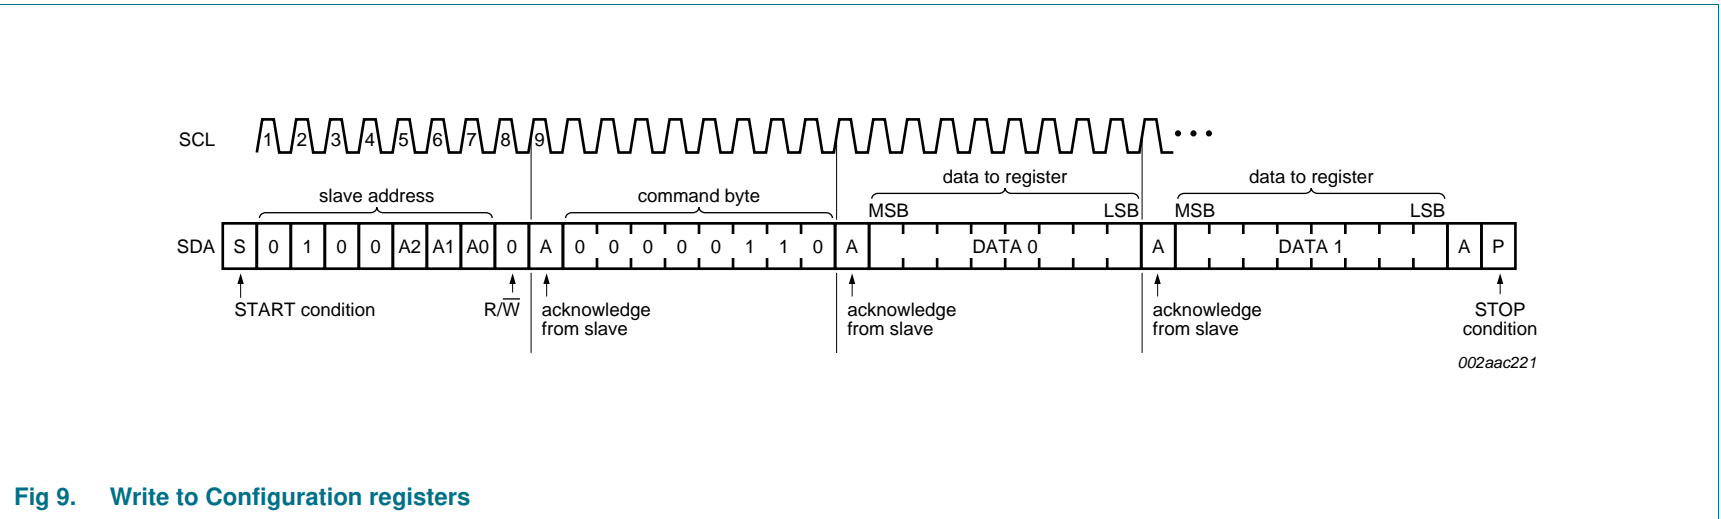 SCL 1 2 3 4 5 6 7 8 9
slave address command byte data to register data to register
MSB LSB MSB LSB
SDA S 0 1 0 0 A2 A1 A0 0 A 0 0 0 0 0 1 1 0 A DATA 0 A DATA 1 A P
START condition R/W̅ acknowledge from slave acknowledge from slave acknowledge from slave STOP condition
002aac221
Fig 9. Write to Configuration registers